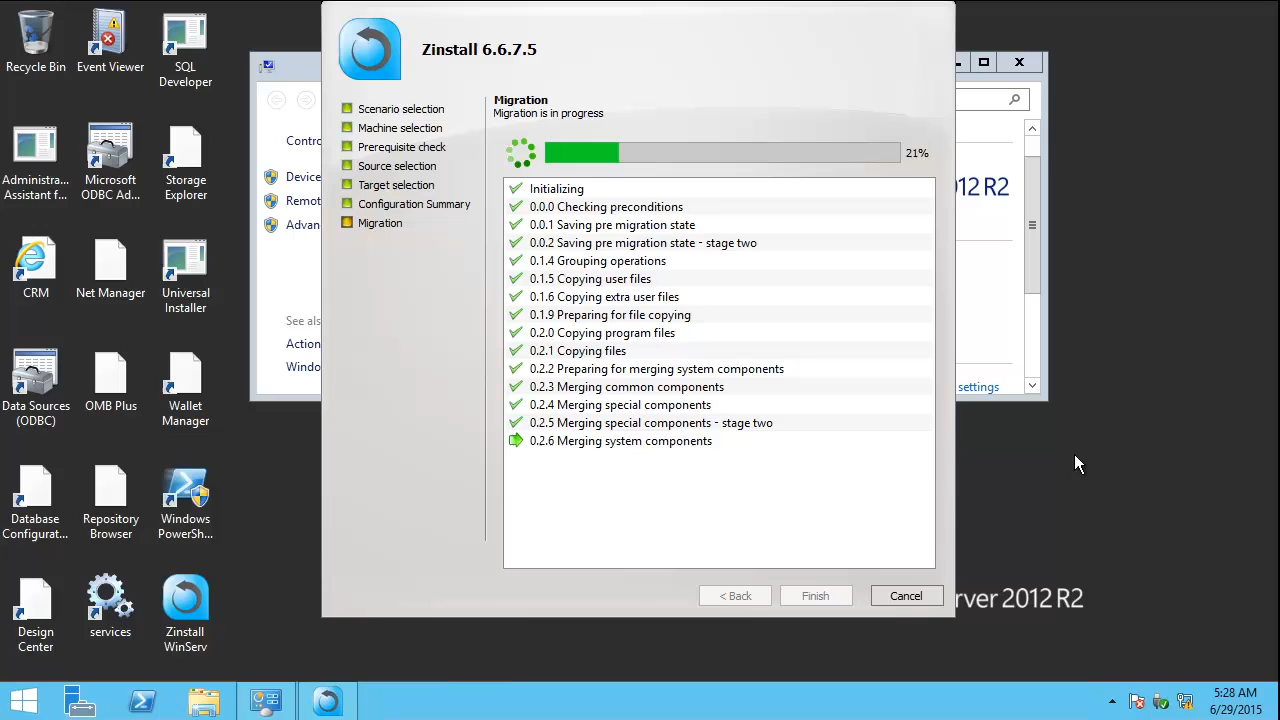 Recycle Bin
Event Viewer
SQL
Developer
Administra...
Assistant f...
Microsoft
ODBC Ad...
Storage
Explorer
CRM
Net Manager
Universal
Installer
Data Sources
(ODBC)
OMB Plus
Wallet
Manager
Database
Configurat...
Repository
Browser
Windows
PowerSh...
Design
Center
services
Zinstall
WinServ
Contro
Device
Remot
Advan
See als
Action
Windo
Zinstall 6.6.7.5
Scenario selection
Machine selection
Prerequisite check
Source selection
Target selection
Configuration Summary
Migration
Migration
Migration is in progress
21%
Initializing
0.0.0 Checking preconditions
0.0.1 Saving pre migration state
0.0.2 Saving pre migration state - stage two
0.1.4 Grouping operations
0.1.5 Copying user files
0.1.6 Copying extra user files
0.1.9 Preparing for file copying
0.2.0 Copying program files
0.2.1 Copying files
0.2.2 Preparing for merging system components
0.2.3 Merging common components
0.2.4 Merging special components
0.2.5 Merging special components - stage two
0.2.6 Merging system components
< Back
Finish
Cancel
012 R2
settings
rver 2012 R2
5:28 AM
6/29/2015